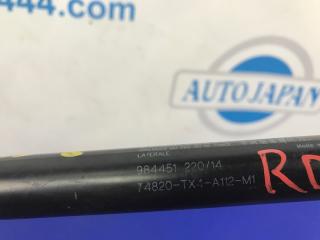 444.com
AUTOJAPAN
LATERALE
984451 220/14
74820-TX4-A112-M1
RD